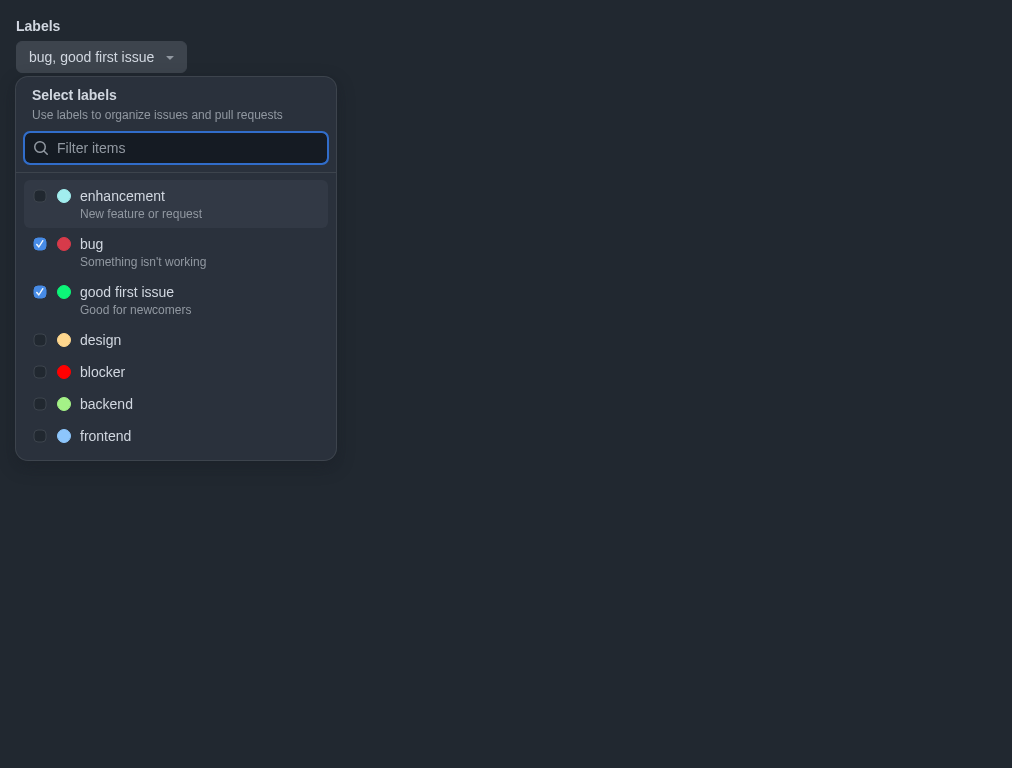 Labels
bug, good first issue
Select labels
Use labels to organize issues and pull requests
Filter items
enhancement
New feature or request
bug
Something isn't working
good first issue
Good for newcomers
design
blocker
backend
frontend